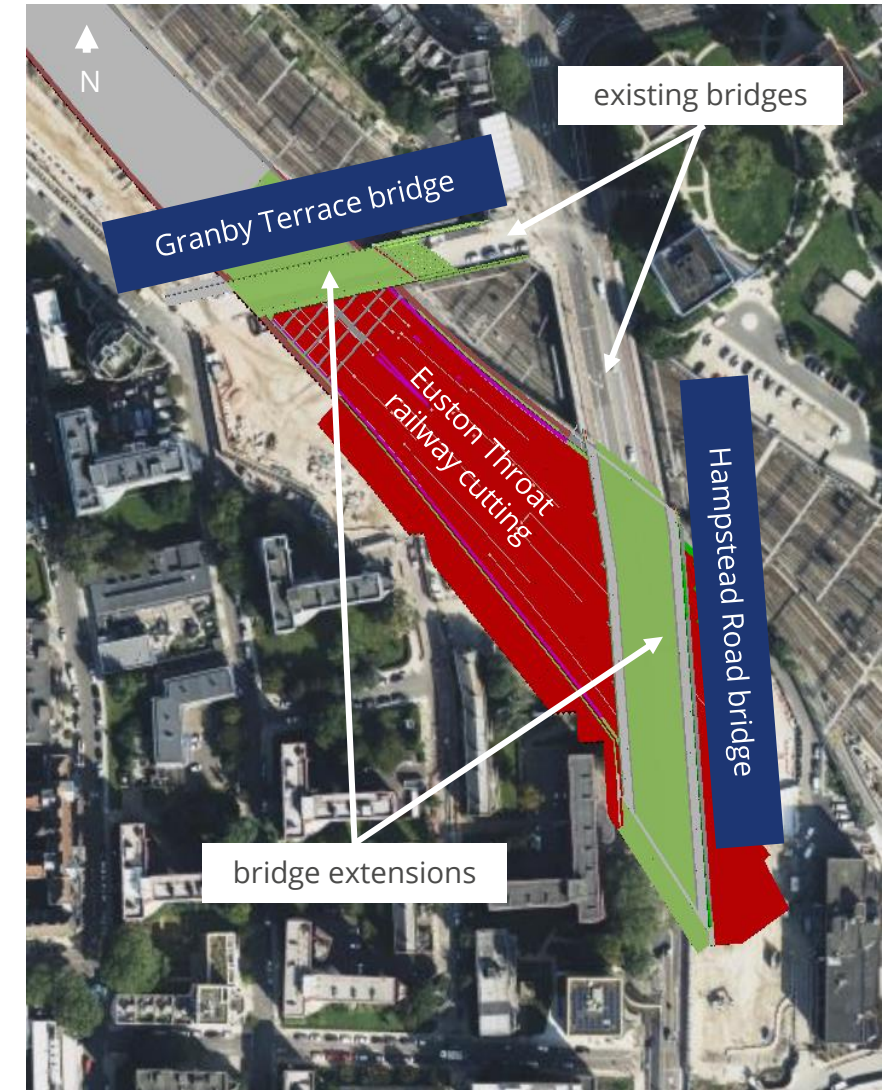 N
existing bridges
Granby Terrace bridge
Euston Throat
railway cutting
Hampstead Road bridge
bridge extensions